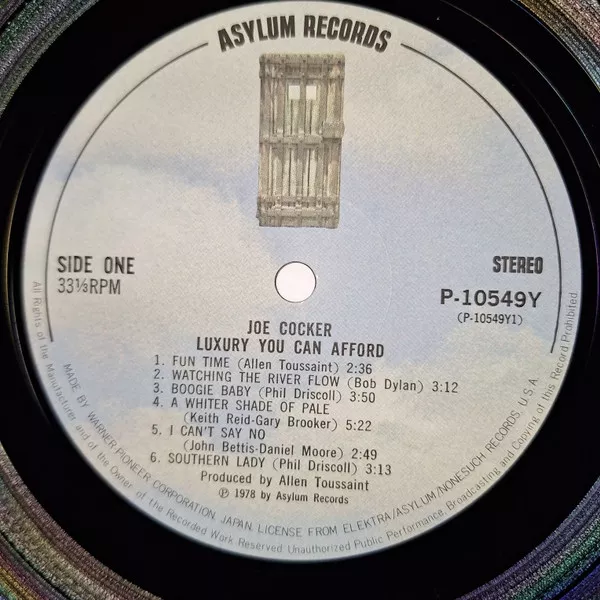 ASYLUM RECORDS
SIDE ONE
33⅓RPM
STEREO
P-10549Y
(P-10549Y1)
JOE COCKER
LUXURY YOU CAN AFFORD
1. FUN TIME (Allen Toussaint) 2:36
2. WATCHING THE RIVER FLOW (Bob Dylan) 3:12
3. BOOGIE BABY (Phil Driscoll) 3:50
4. A WHITER SHADE OF PALE
(Keith Reid-Gary Brooker) 5:22
5. I CAN'T SAY NO
(John Bettis-Daniel Moore) 2:49
6. SOUTHERN LADY (Phil Driscoll) 3:13
Produced by Allen Toussaint
℗ 1978 by Asylum Records
MADE BY WARNER-PIONEER CORPORATION JAPAN. LICENSE FROM ELEKTRA/ASYLUM/NONESUCH RECORDS U.S.A.
All Rights of the Manufacturer and of the Owner of the Recorded Work Reserved Unauthorized Public Performance, Broadcasting and Copying of this Record Prohibited.